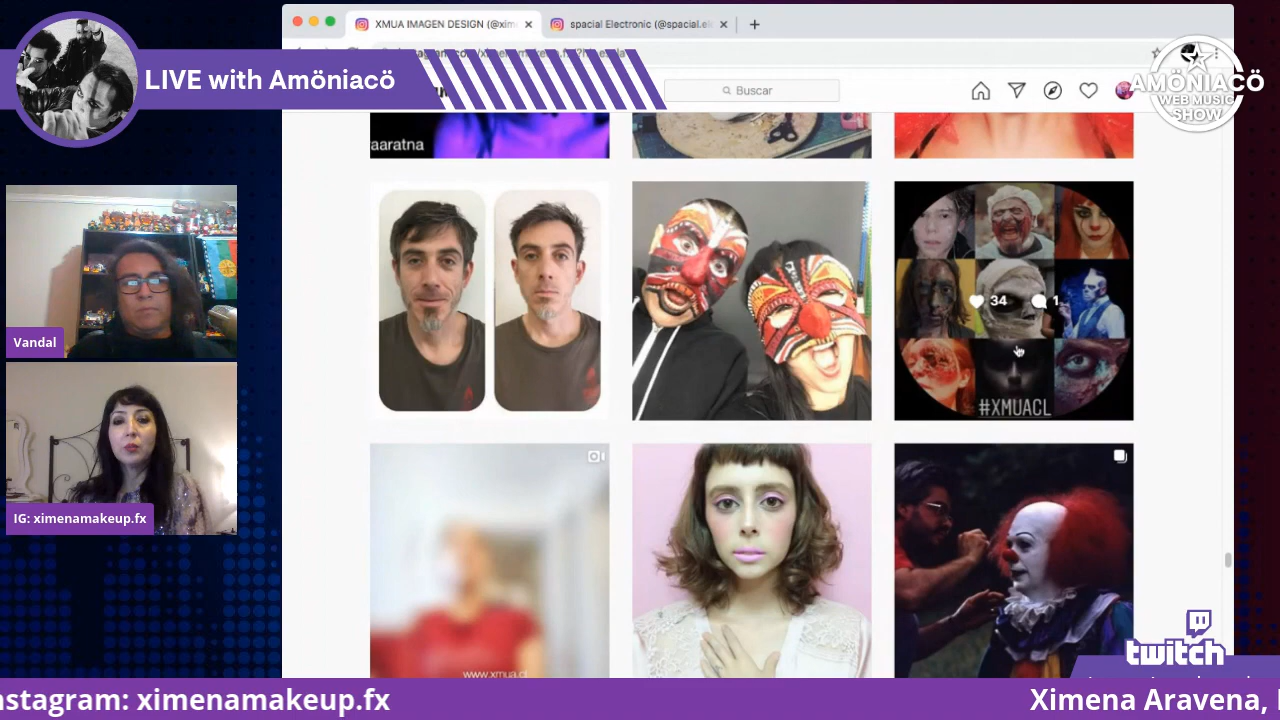 LIVE with Amöniacö
XMUA IMAGEN DESIGN (@xim
spacial Electronic (@spacial.el
Buscar
AMÖNIACÖ
WEB MUSIC
SHOW
aaratna
34
1
#XMUACL
Vandal
IG: ximenamakeup.fx
www.xmua.cl
twitch
nstagram: ximenamakeup.fx
Ximena Aravena,